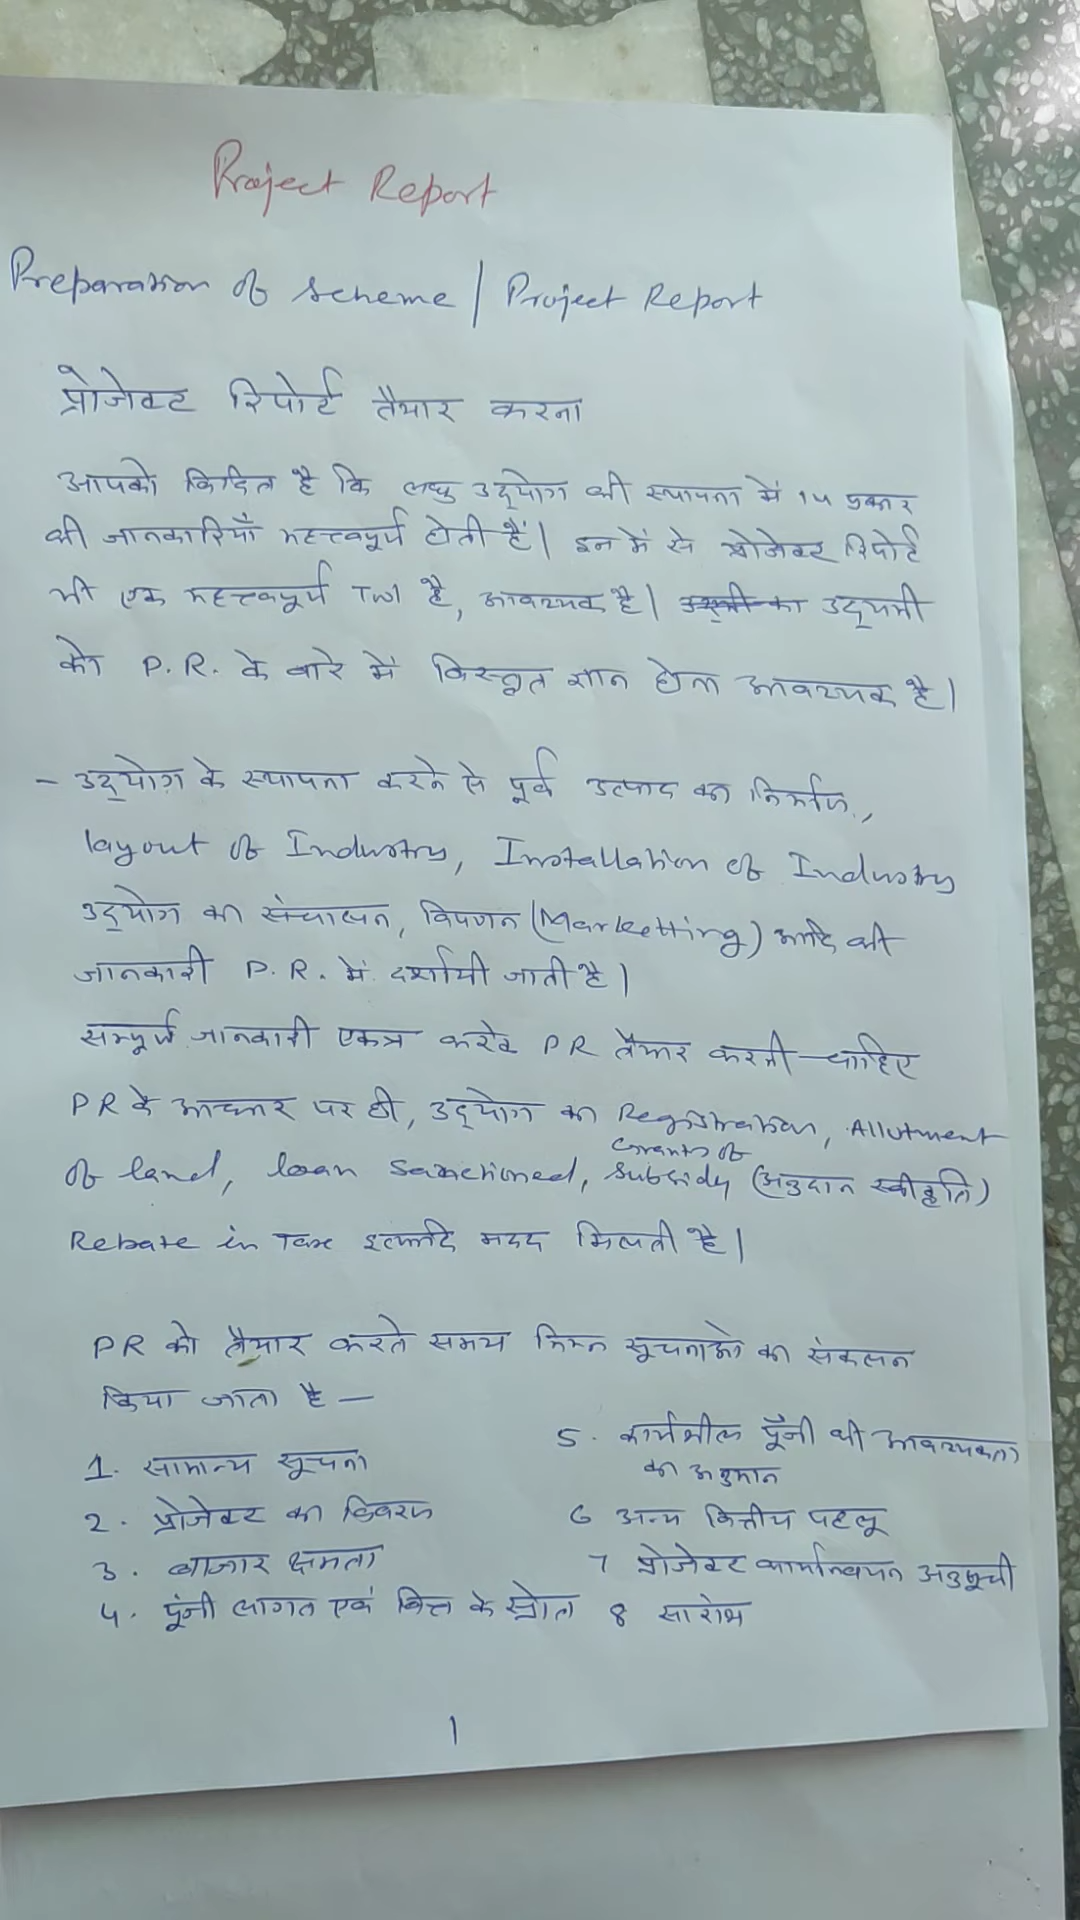 Project Report
Preparation of scheme / Project Report
प्रोजेक्ट रिपोर्ट तैयार करना
आपको विदित है कि लघु उद्योग की स्थापना में 14 प्रकार
की जानकारियाँ महत्त्वपूर्ण होती हैं। इन में से प्रोजेक्ट रिपोर्ट
भी एक महत्त्वपूर्ण है, आवश्यक है। उद्यमी
को P.R. के बारे में विस्तृत ज्ञान होना आवश्यक है।
- उद्योग के स्थापना करने से पूर्व उत्पाद का निर्माण,
layout of Industry, Installation of Industry
उद्योग का संचालन, विपणन (Marketting) आदि की
जानकारी P.R. में दर्शायी जाती है।
सम्पूर्ण जानकारी एकत्र करके PR तैयार करनी चाहिए
PR के आधार पर ही, उद्योग का Registration, Allotment
of land, loan Sanctioned, Grants of Subsidy (अनुदान स्वीकृति)
Rebate in Tax इत्यादि मदद मिलती है।
PR को तैयार करते समय निम्न सूचनाओं का संकलन
किया जाता है —
1. सामान्य सूचना
2. प्रोजेक्ट का विवरण
3. बाजार क्षमता
4. पूंजी लागत एवं वित्त के स्रोत
5. कार्यशील पूँजी की आवश्यकता
का अनुमान
6 अन्य वित्तीय पहलू
7 प्रोजेक्ट कार्यान्वयन अनुसूची
8 सारांश
1